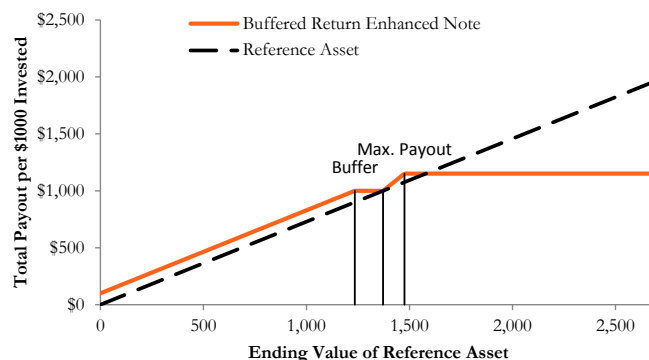 Buffered Return Enhanced Note
Reference Asset
Total Payout per $1000 Invested
$2,500
$2,000
$1,500
$1,000
$500
$0
Max. Payout
Buffer
0
500
1,000
1,500
2,000
2,500
Ending Value of Reference Asset